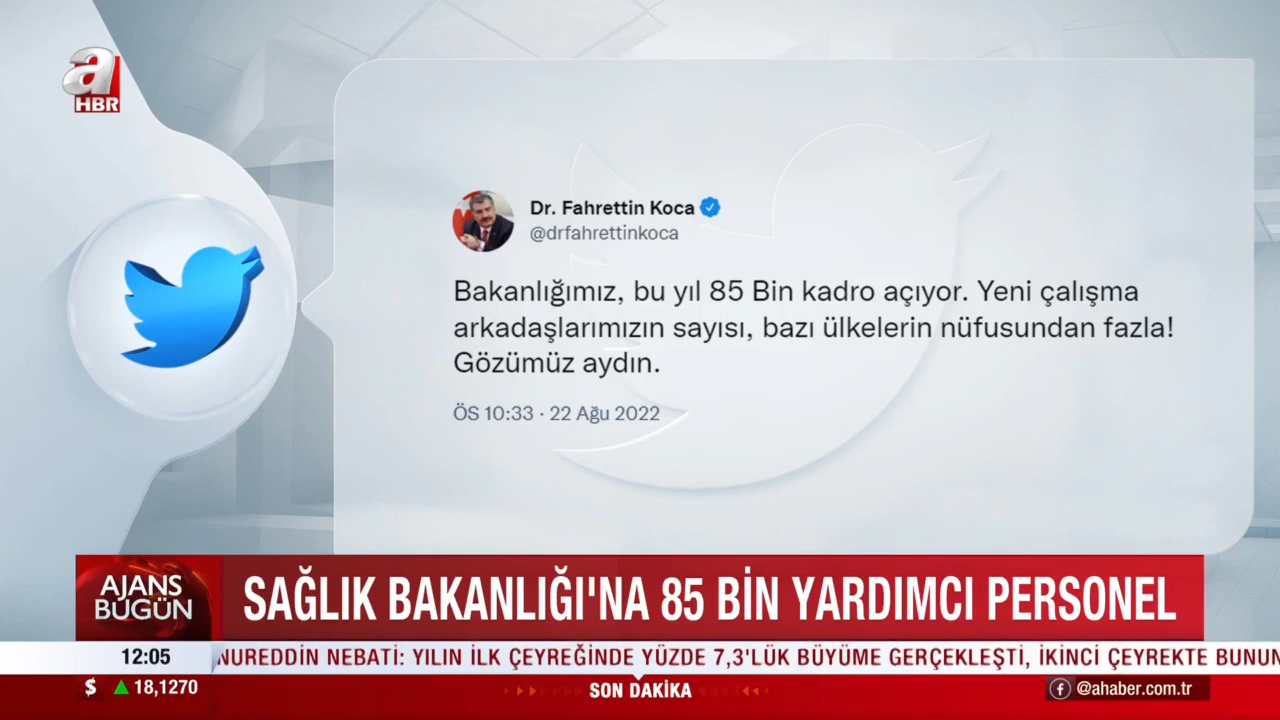 a
HBR
Dr. Fahrettin Koca
@drfahrettinkoca
Bakanlığımız, bu yıl 85 Bin kadro açıyor. Yeni çalışma
arkadaşlarımızın sayısı, bazı ülkelerin nüfusundan fazla!
Gözümüz aydın.
ÖS 10:33 · 22 Ağu 2022
AJANS
BUGÜN
SAĞLIK BAKANLIĞI'NA 85 BİN YARDIMCI PERSONEL
12:05
NUREDDİN NEBATİ: YILIN İLK ÇEYREĞİNDE YÜZDE 7,3'LÜK BÜYÜME GERÇEKLEŞTİ, İKİNCİ ÇEYREKTE BUNUN
$ 18,1270
SON DAKİKA
@ahaber.com.tr